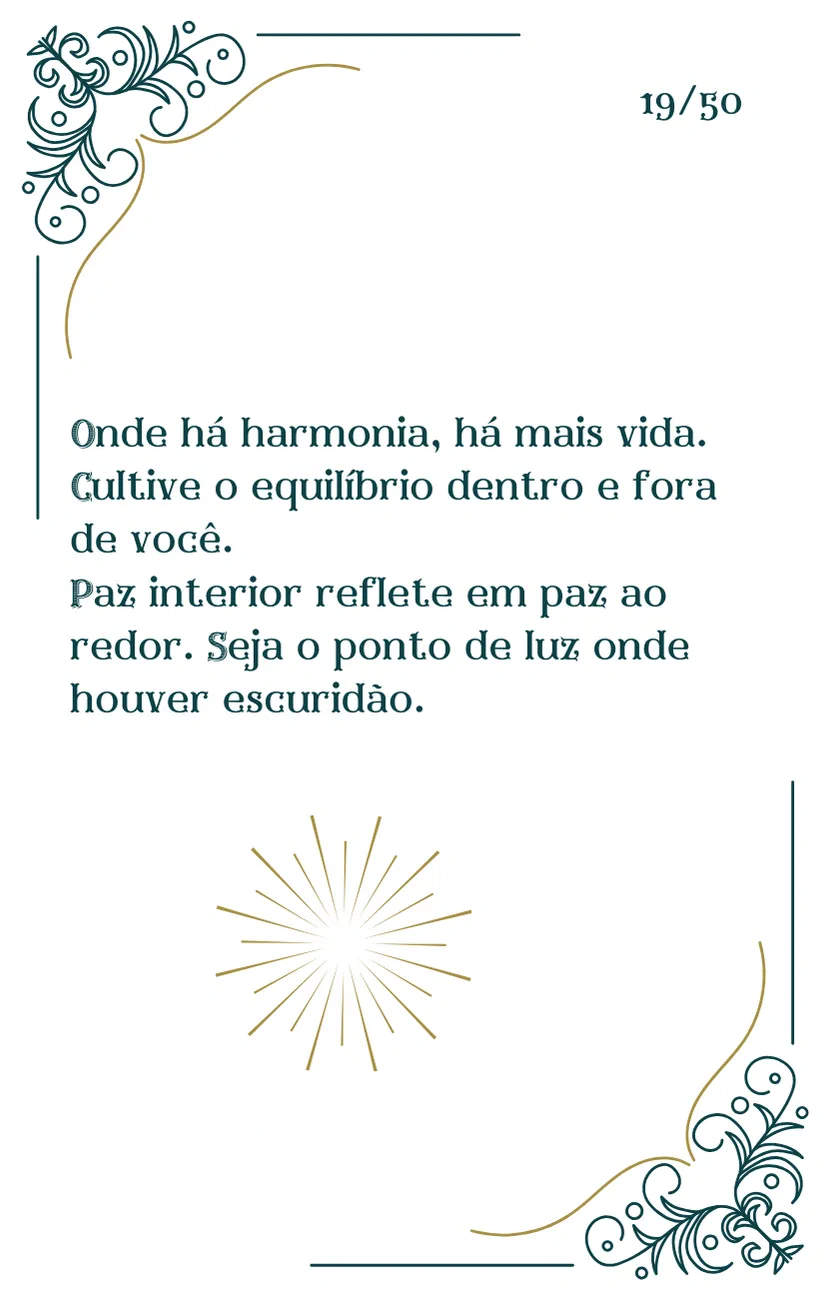 19/50
Onde há harmonia, há mais vida.
Cultive o equilíbrio dentro e fora
de você.
Paz interior reflete em paz ao
redor. Seja o ponto de luz onde
houver escuridão.